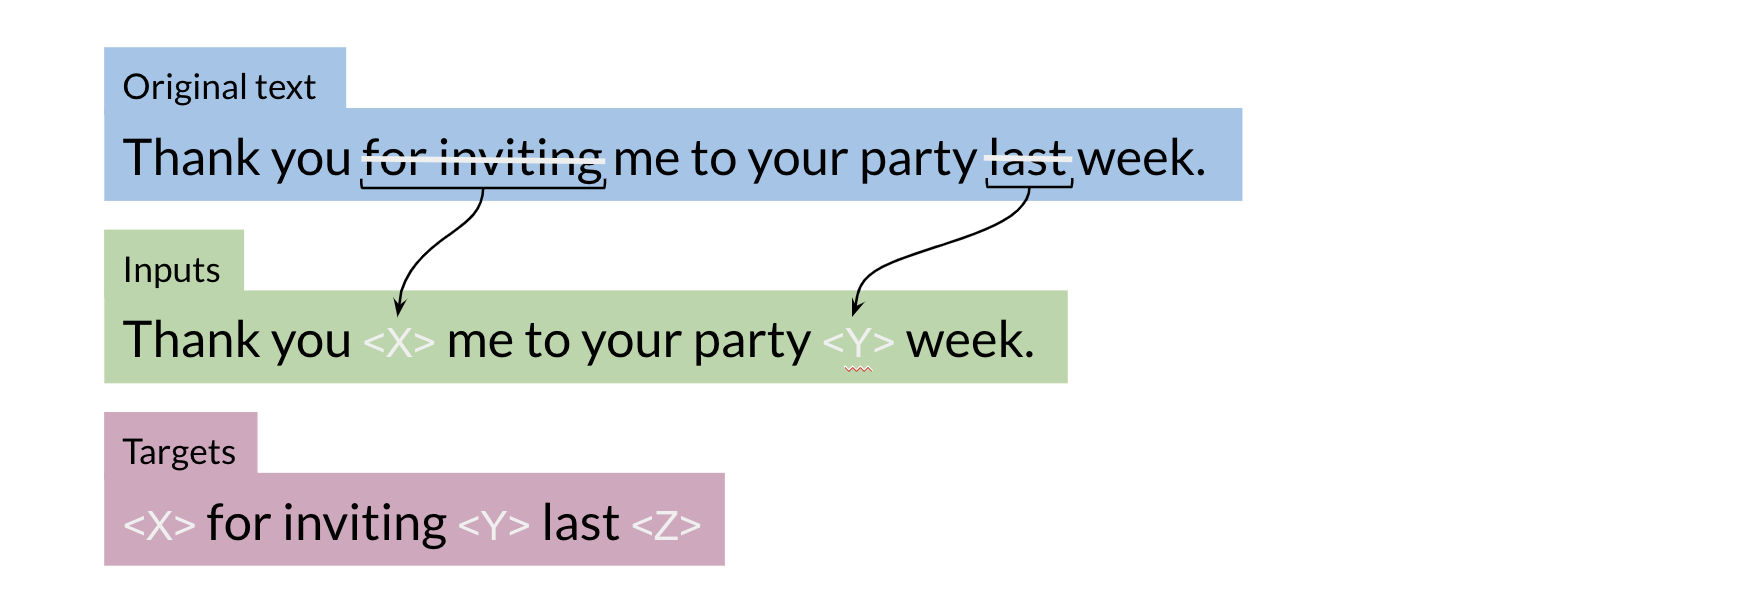 Original text
Thank you for inviting me to your party last week.
Inputs
Thank you <X> me to your party <Y> week.
Targets
<X> for inviting <Y> last <Z>